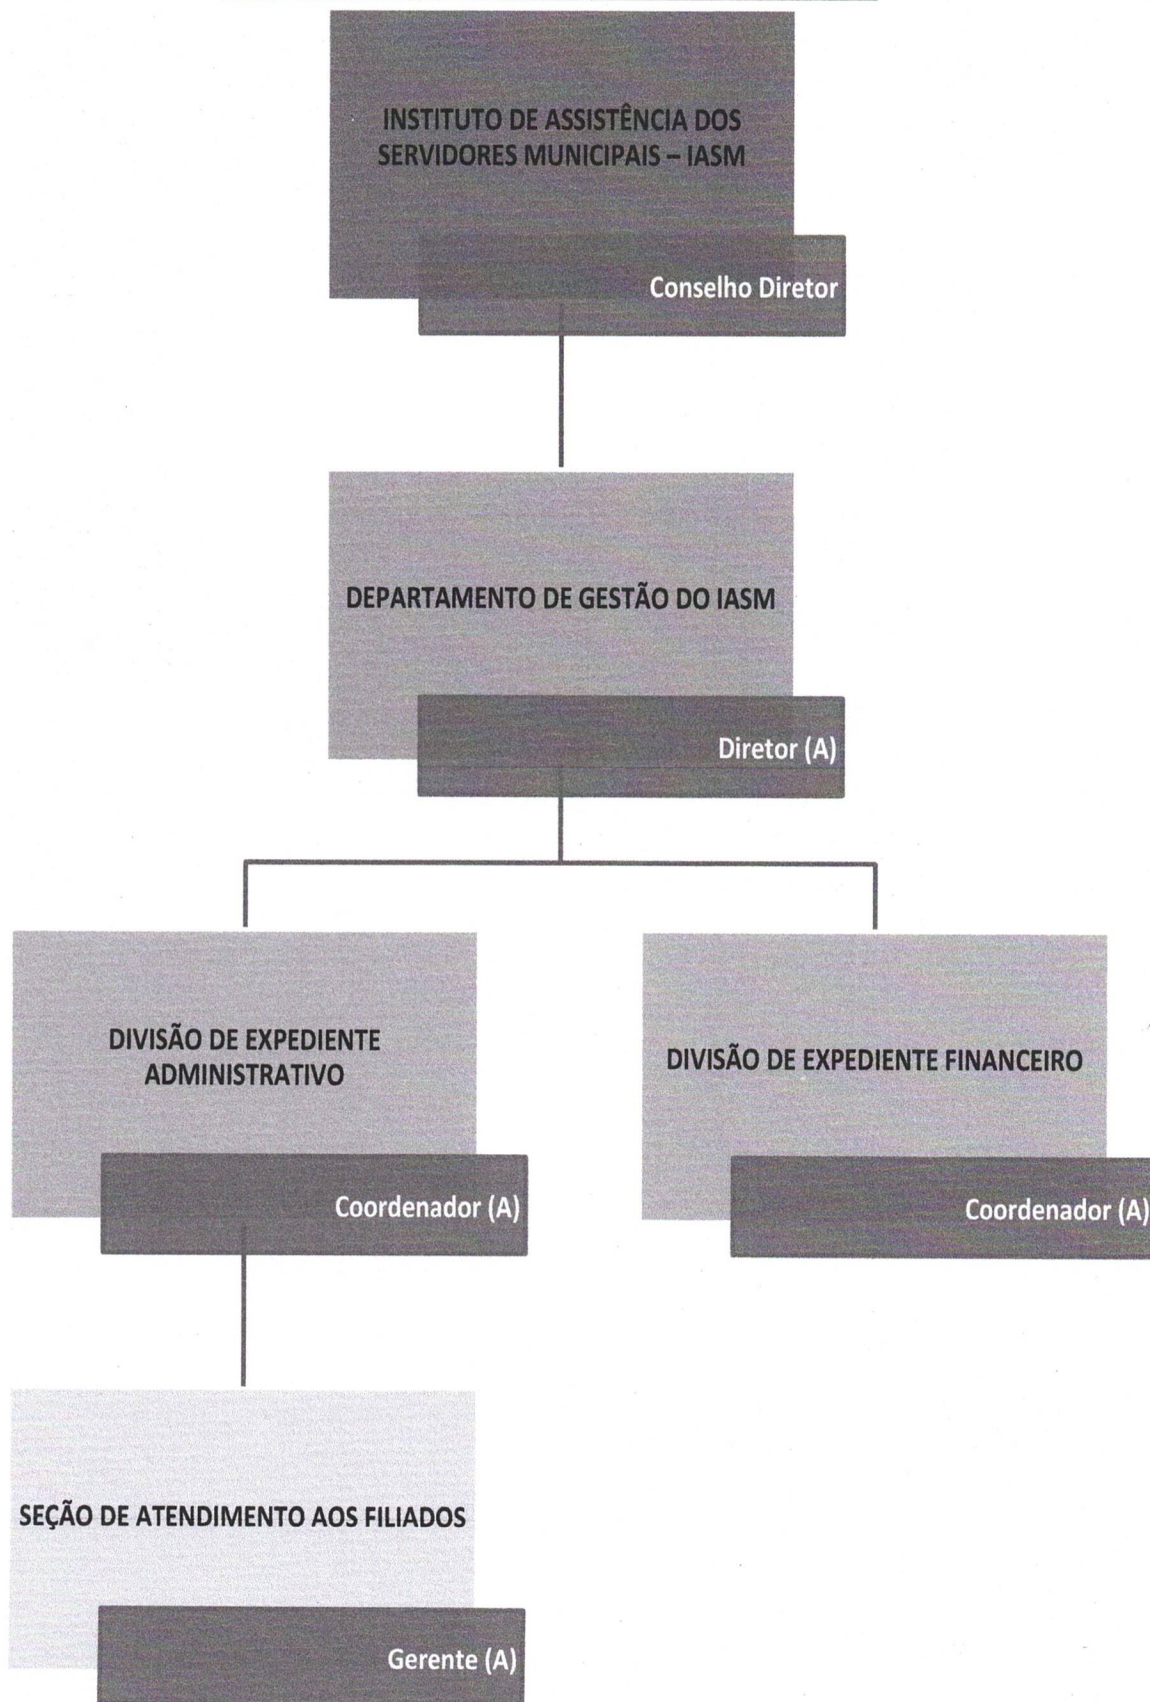 INSTITUTO DE ASSISTÊNCIA DOS
SERVIDORES MUNICIPAIS – IASM
Conselho Diretor
DEPARTAMENTO DE GESTÃO DO IASM
Diretor (A)
DIVISÃO DE EXPEDIENTE
ADMINISTRATIVO
Coordenador (A)
DIVISÃO DE EXPEDIENTE FINANCEIRO
Coordenador (A)
SEÇÃO DE ATENDIMENTO AOS FILIADOS
Gerente (A)